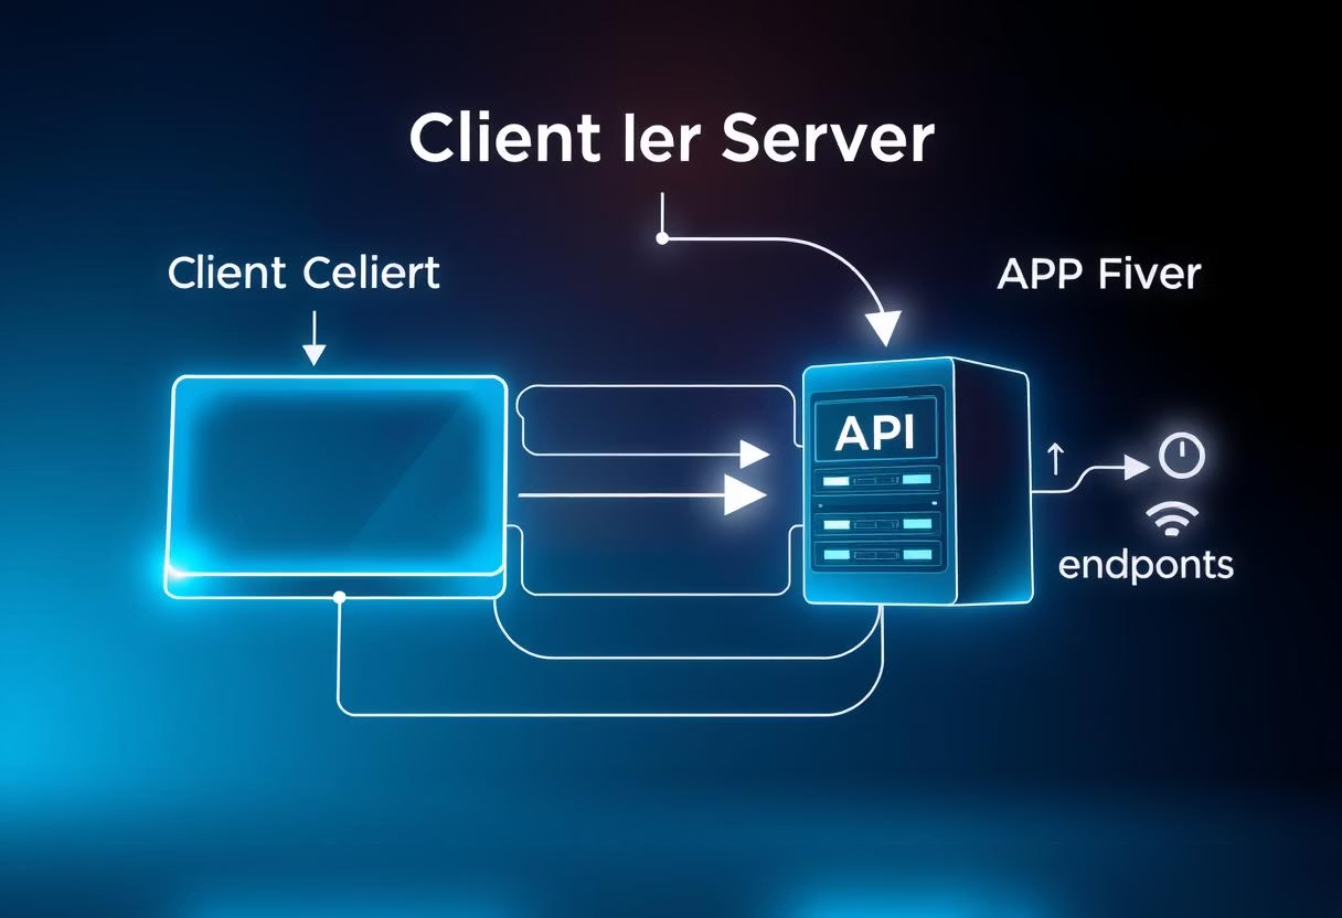 Client ler Server
Client Celiert
APP Fiver
API
endponts